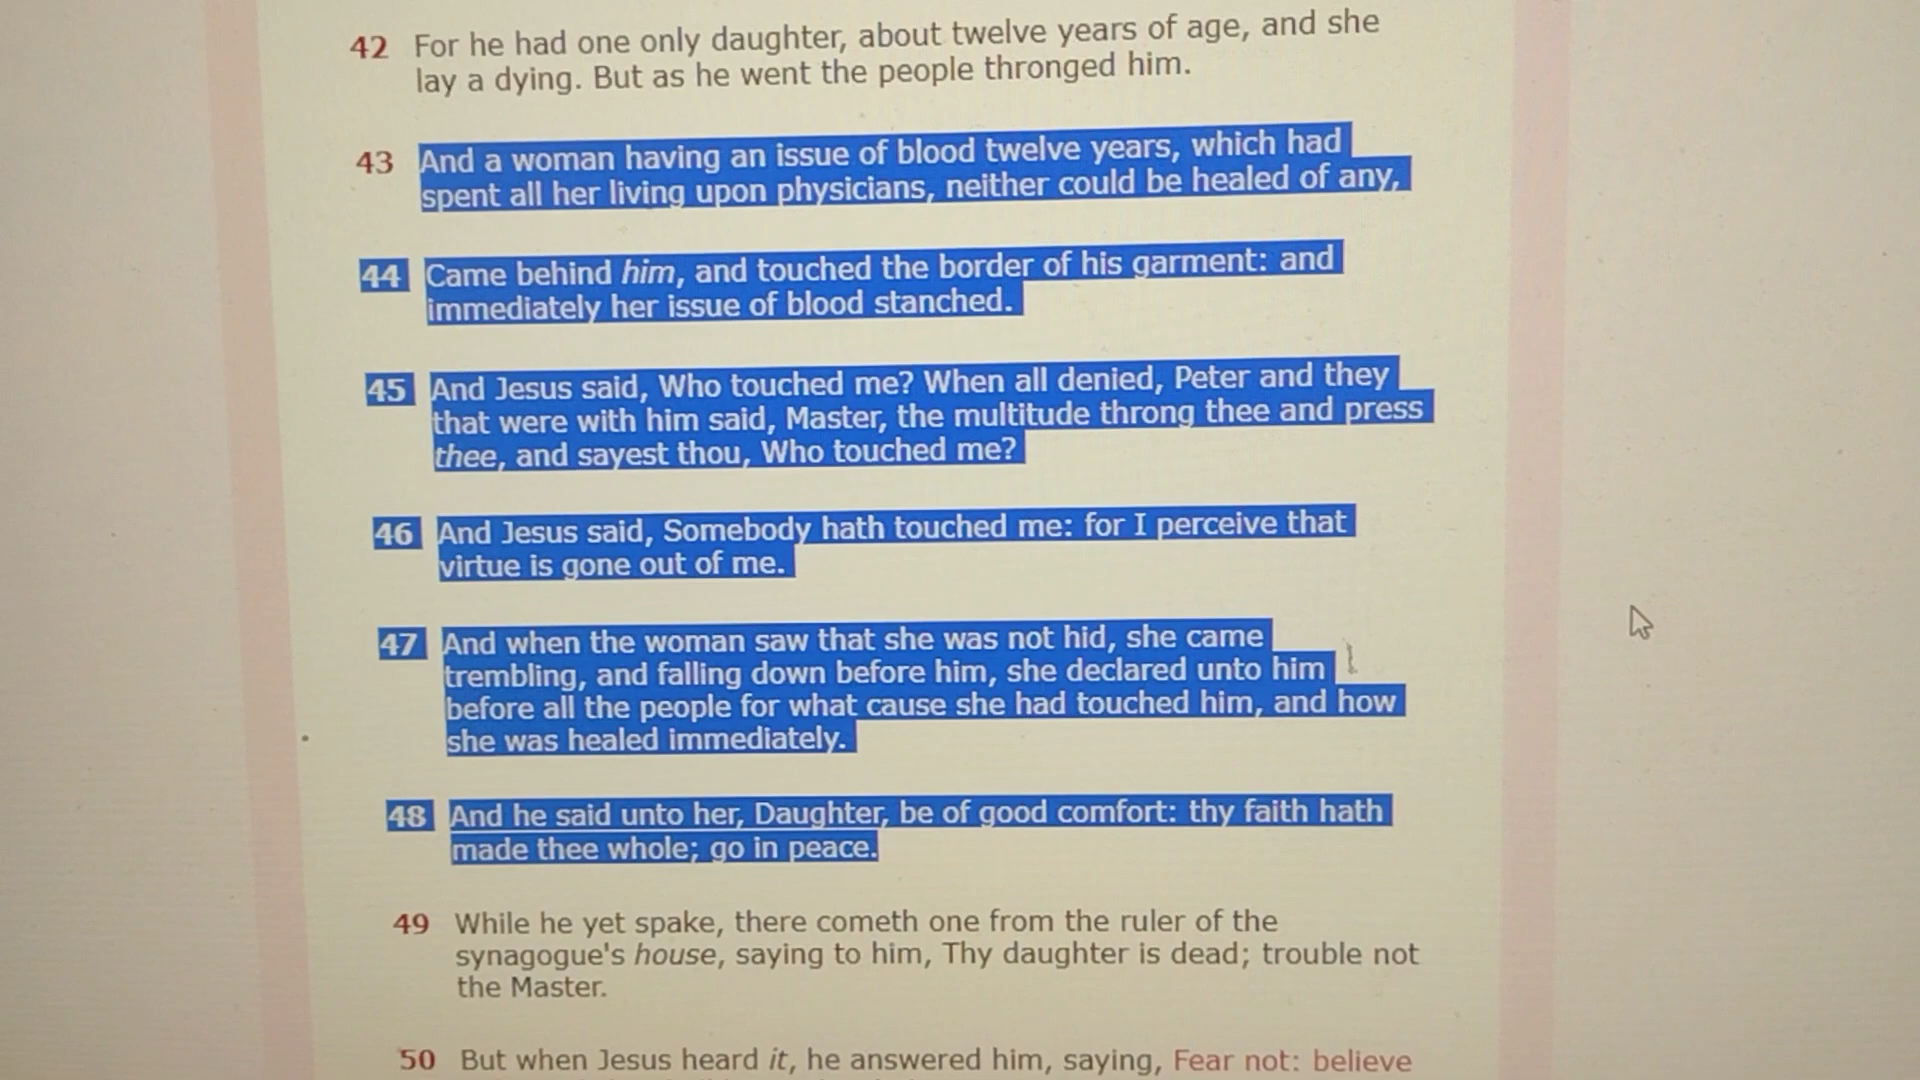 42 For he had one only daughter, about twelve years of age, and she
lay a dying. But as he went the people thronged him.
43 And a woman having an issue of blood twelve years, which had
spent all her living upon physicians, neither could be healed of any,
44 Came behind him, and touched the border of his garment: and
immediately her issue of blood stanched.
45 And Jesus said, Who touched me? When all denied, Peter and they
that were with him said, Master, the multitude throng thee and press
thee, and sayest thou, Who touched me?
46 And Jesus said, Somebody hath touched me: for I perceive that
virtue is gone out of me.
47 And when the woman saw that she was not hid, she came
trembling, and falling down before him, she declared unto him
before all the people for what cause she had touched him, and how
she was healed immediately.
48 And he said unto her, Daughter, be of good comfort: thy faith hath
made thee whole; go in peace.
49 While he yet spake, there cometh one from the ruler of the
synagogue's house, saying to him, Thy daughter is dead; trouble not
the Master.
50 But when Jesus heard it, he answered him, saying, Fear not: believe